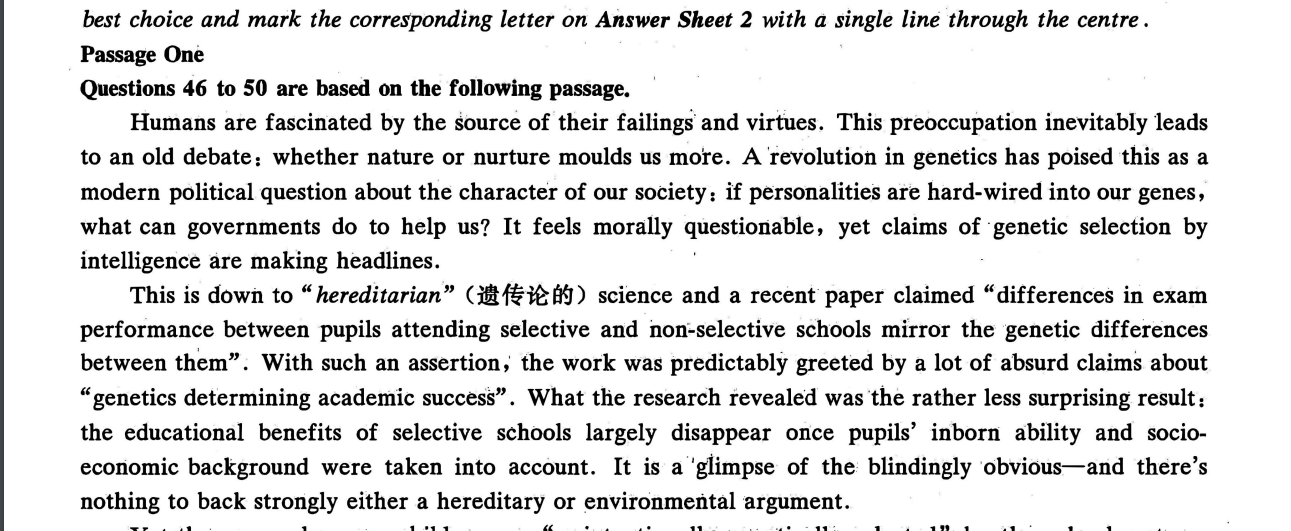 best choice and mark the corresponding letter on Answer Sheet 2 with a single line through the centre.
Passage One
Questions 46 to 50 are based on the following passage.
Humans are fascinated by the source of their failings and virtues. This preoccupation inevitably leads
to an old debate: whether nature or nurture moulds us more. A revolution in genetics has poised this as a
modern political question about the character of our society: if personalities are hard-wired into our genes,
what can governments do to help us? It feels morally questionable, yet claims of genetic selection by
intelligence are making headlines.
This is down to “hereditarian” (遗传论的) science and a recent paper claimed “differences in exam
performance between pupils attending selective and non-selective schools mirror the genetic differences
between them”. With such an assertion, the work was predictably greeted by a lot of absurd claims about
“genetics determining academic success”. What the research revealed was the rather less surprising result:
the educational benefits of selective schools largely disappear once pupils’ inborn ability and socio-
economic background were taken into account. It is a glimpse of the blindingly obvious—and there’s
nothing to back strongly either a hereditary or environmental argument.